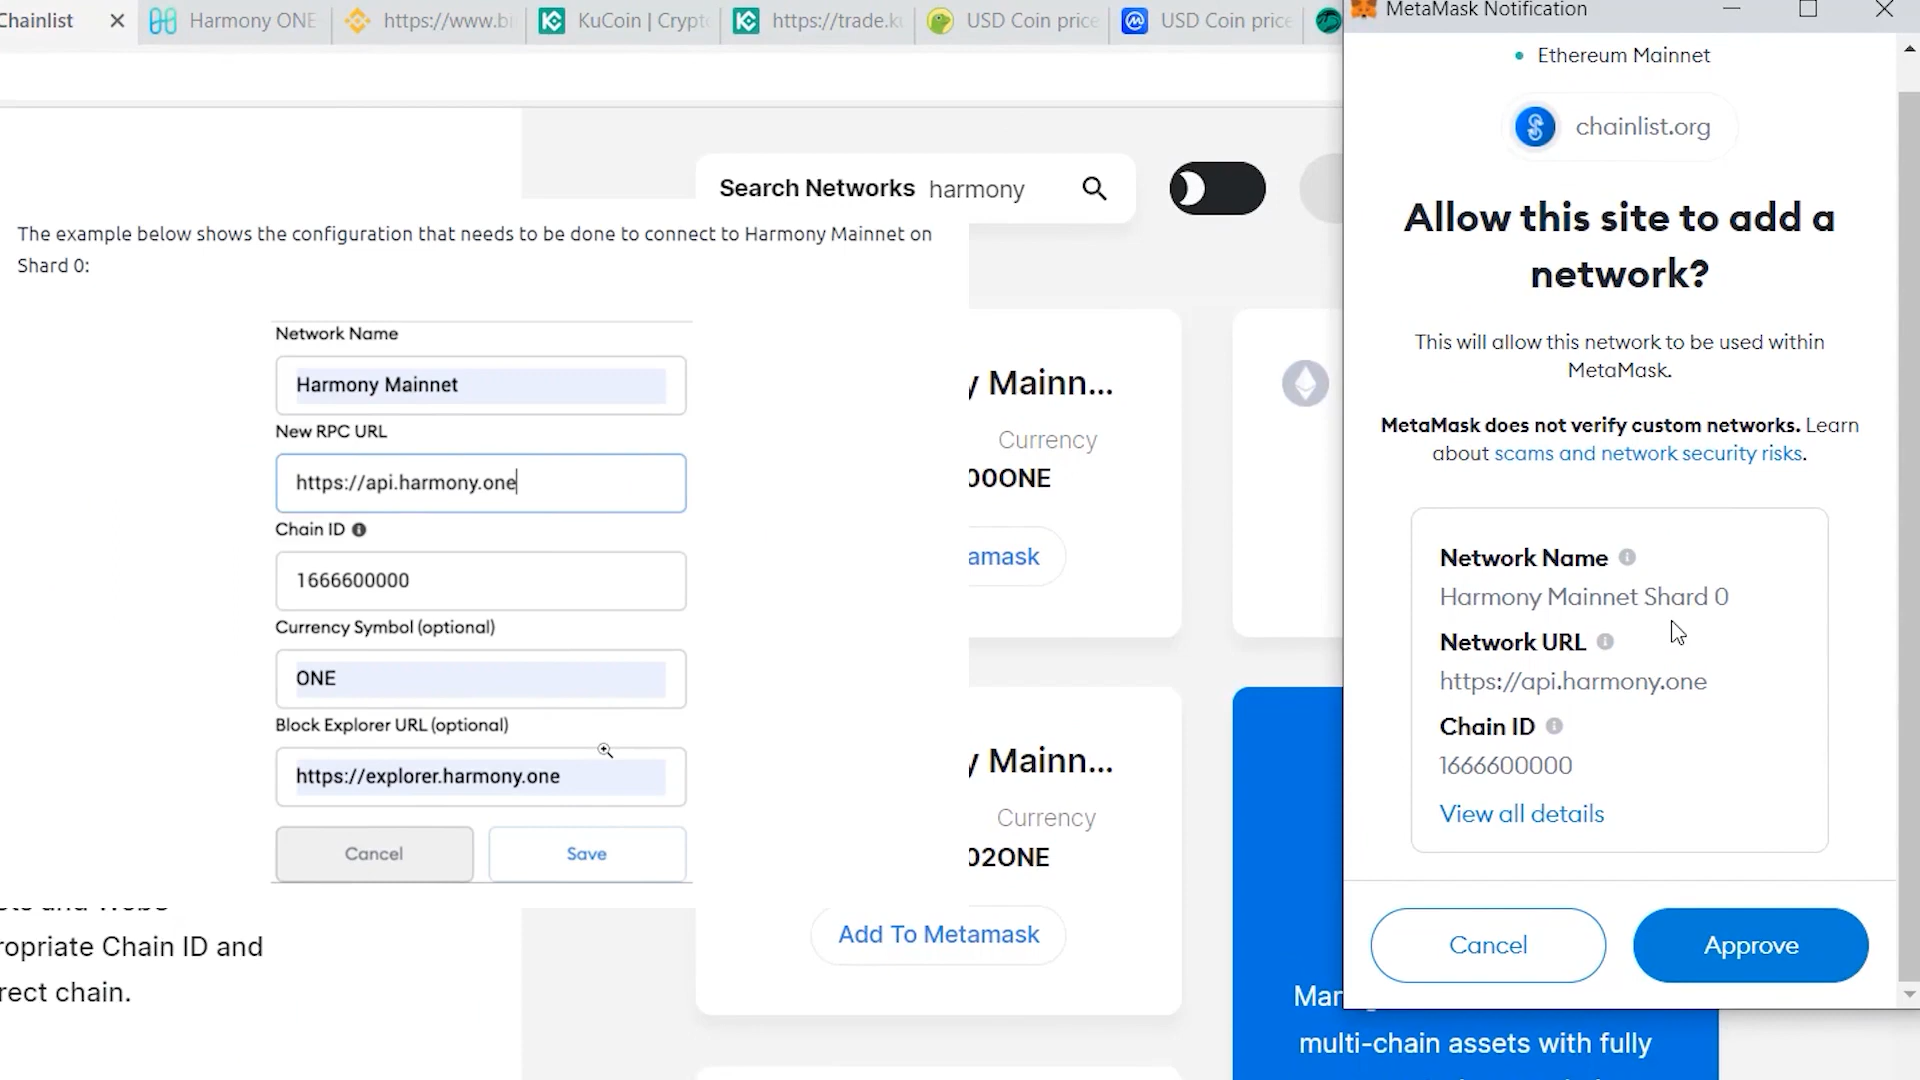 Chainlist
Harmony ONE
https://www.bi
KuCoin | Crypto
https://trade.k
USD Coin price
USD Coin price
MetaMask Notification
Search Networks harmony
The example below shows the configuration that needs to be done to connect to Harmony Mainnet on
Shard 0:
Network Name
Harmony Mainnet
New RPC URL
https://api.harmony.one
Chain ID
1666600000
Currency Symbol (optional)
ONE
Block Explorer URL (optional)
https://explorer.harmony.one
Cancel
Save
ropriate Chain ID and
rect chain.
y Mainn...
Currency
00ONE
amask
y Mainn...
Currency
02ONE
Add To Metamask
Mar
multi-chain assets with fully
Ethereum Mainnet
chainlist.org
Allow this site to add a
network?
This will allow this network to be used within
MetaMask.
MetaMask does not verify custom networks. Learn
about scams and network security risks.
Network Name
Harmony Mainnet Shard 0
Network URL
https://api.harmony.one
Chain ID
1666600000
View all details
Cancel
Approve